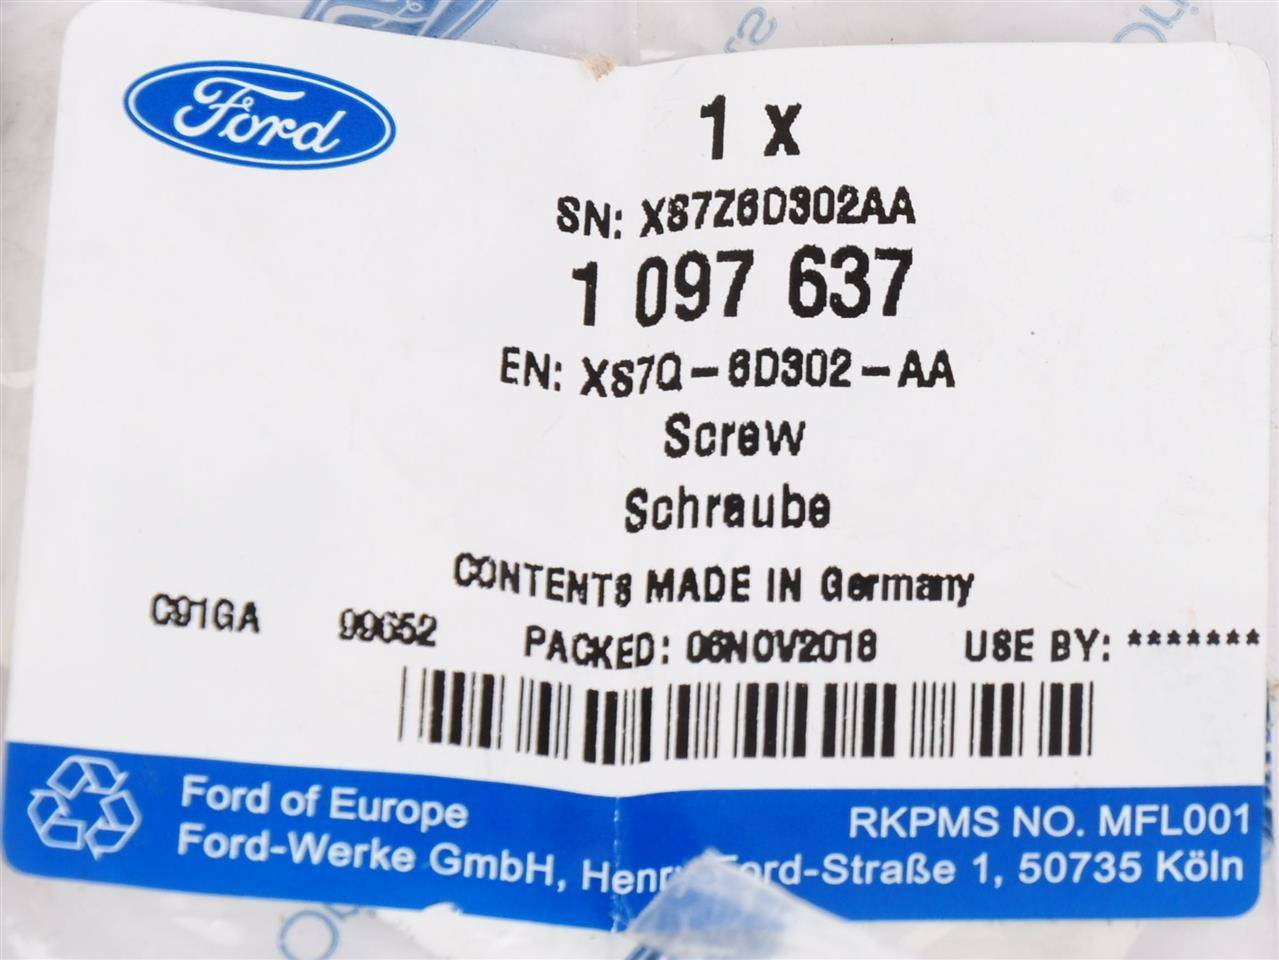 Ford
1 x
SN: XS7Z6D302AA
1 097 637
EN: XS7Q-6D302-AA
Screw
Schraube
CONTENTS MADE IN Germany
C91GA 99652 PACKED: 06NOV2018 USE BY: *******
Ford of Europe
RKPMS NO. MFL001
Ford-Werke GmbH, Henry-Ford-Straße 1, 50735 Köln